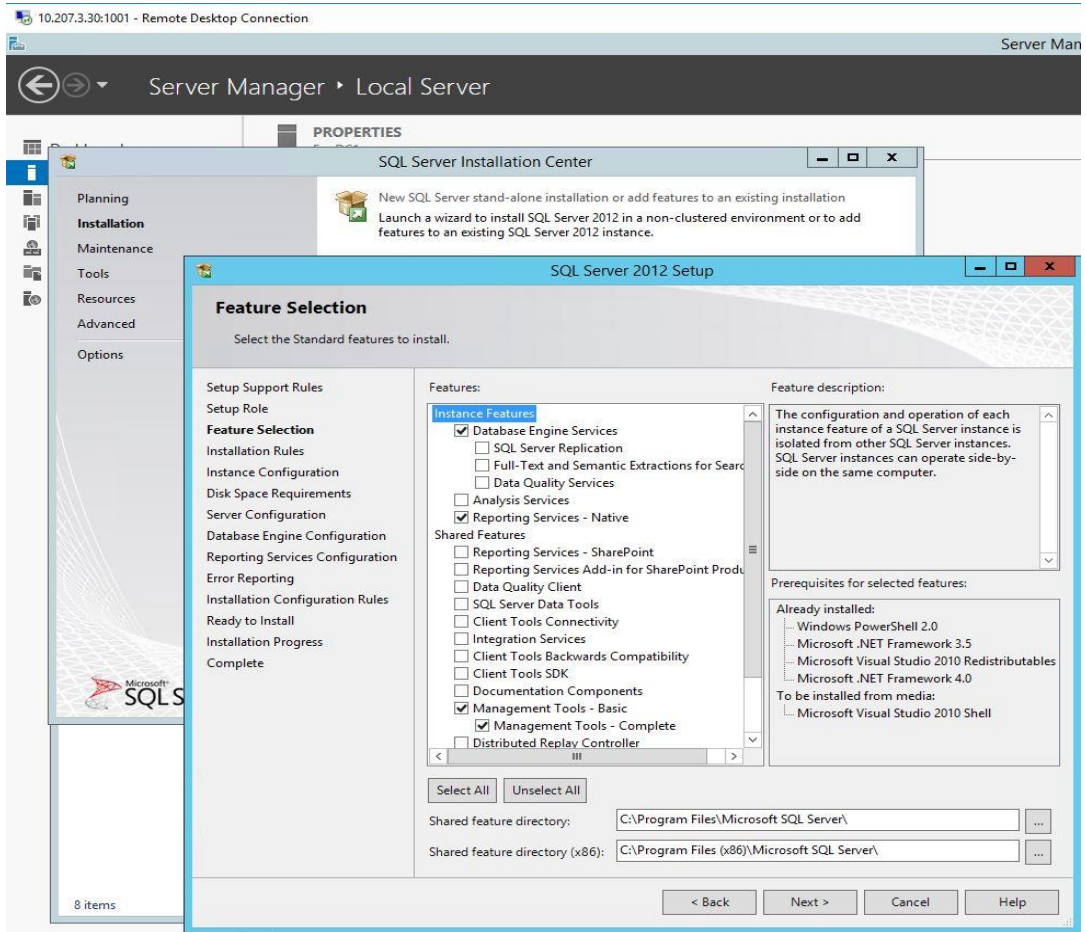 10.207.3.30:1001 - Remote Desktop Connection
Server Man
Server Manager ‣ Local Server
PROPERTIES
SQL Server Installation Center
Planning
Installation
Maintenance
Tools
Resources
Advanced
Options
New SQL Server stand-alone installation or add features to an existing installation
Launch a wizard to install SQL Server 2012 in a non-clustered environment or to add
features to an existing SQL Server 2012 instance.
SQL Server 2012 Setup
Feature Selection
Select the Standard features to install.
Setup Support Rules
Setup Role
Feature Selection
Installation Rules
Instance Configuration
Disk Space Requirements
Server Configuration
Database Engine Configuration
Reporting Services Configuration
Error Reporting
Installation Configuration Rules
Ready to Install
Installation Progress
Complete
Features:
Instance Features
Database Engine Services
SQL Server Replication
Full-Text and Semantic Extractions for Searc
Data Quality Services
Analysis Services
Reporting Services - Native
Shared Features
Reporting Services - SharePoint
Reporting Services Add-in for SharePoint Produ
Data Quality Client
SQL Server Data Tools
Client Tools Connectivity
Integration Services
Client Tools Backwards Compatibility
Client Tools SDK
Documentation Components
Management Tools - Basic
Management Tools - Complete
Distributed Replay Controller
Feature description:
The configuration and operation of each
instance feature of a SQL Server instance is
isolated from other SQL Server instances.
SQL Server instances can operate side-by-
side on the same computer.
Prerequisites for selected features:
Already installed:
Windows PowerShell 2.0
Microsoft .NET Framework 3.5
Microsoft Visual Studio 2010 Redistributables
Microsoft .NET Framework 4.0
To be installed from media:
Microsoft Visual Studio 2010 Shell
Select All
Unselect All
Shared feature directory:
C:\Program Files\Microsoft SQL Server\
...
Shared feature directory (x86):
C:\Program Files (x86)\Microsoft SQL Server\
...
Microsoft
SQL S
8 items
< Back
Next >
Cancel
Help